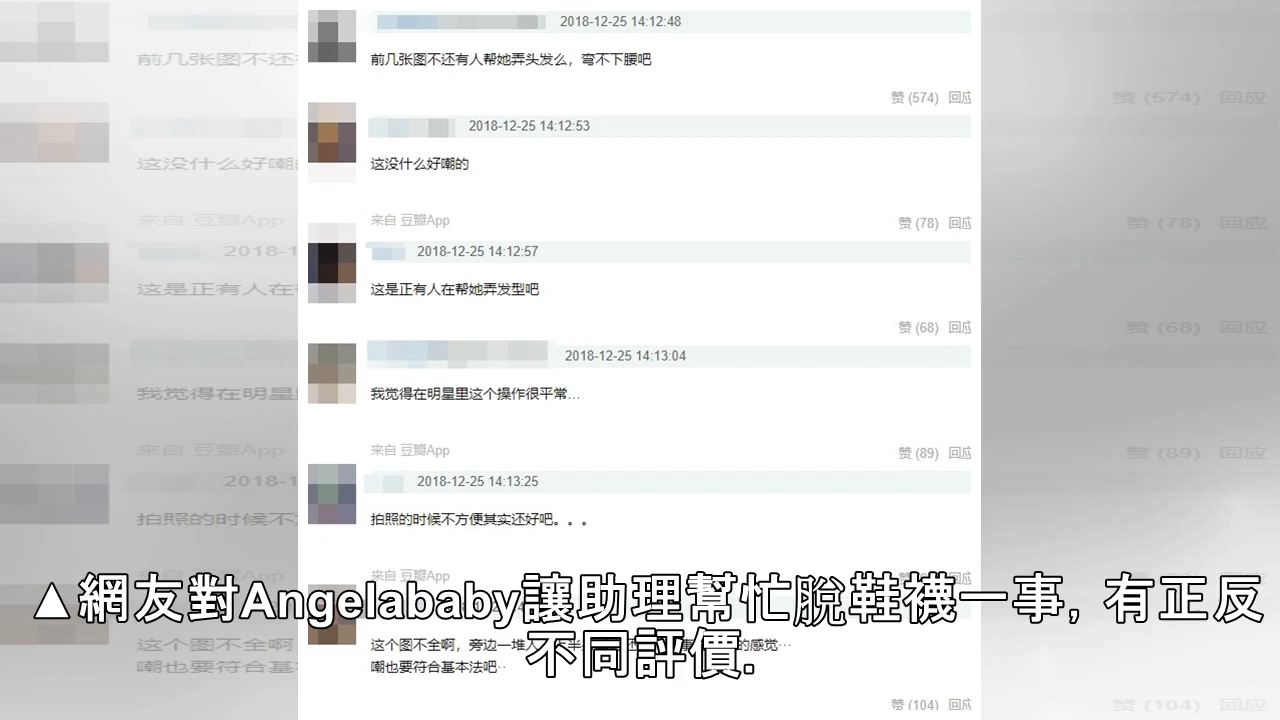 2018-12-25 14:12:48
前几张图不还有人帮她弄头发么，弯不下腰吧
赞 (574) 回应
2018-12-25 14:12:53
这没什么好嘲的
来自 豆瓣App
赞 (78) 回应
2018-12-25 14:12:57
这是正有人在帮她弄发型吧
赞 (68) 回应
2018-12-25 14:13:04
我觉得在明星里这个操作很平常...
来自 豆瓣App
赞 (89) 回应
2018-12-25 14:13:25
拍照的时候不方便其实还好吧。。。
来自 豆瓣App
▲網友對Angelababy讓助理幫忙脫鞋襪一事, 有正反
不同評價.
这个图不全啊，旁边一堆人
的感觉…
嘲也要符合基本法吧··
赞 (104) 回应